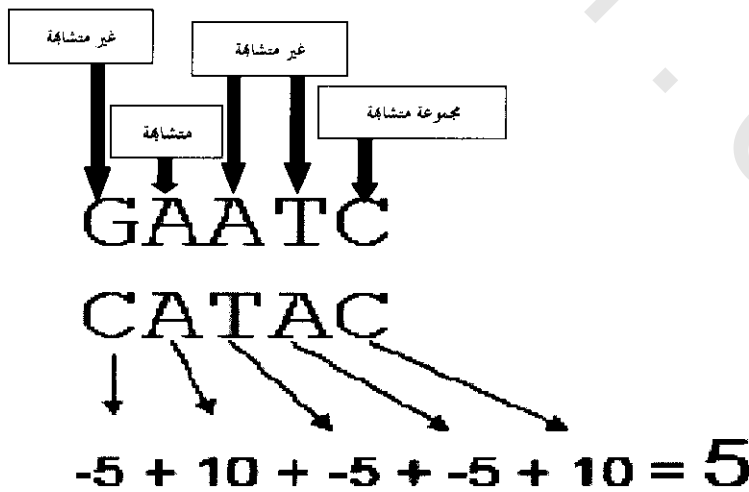 غير متشابهة
غير متشابهة
متشابهة
مجموعة متشابهة
GAATC
CATAC
-5 + 10 + -5 + -5 + 10 = 5